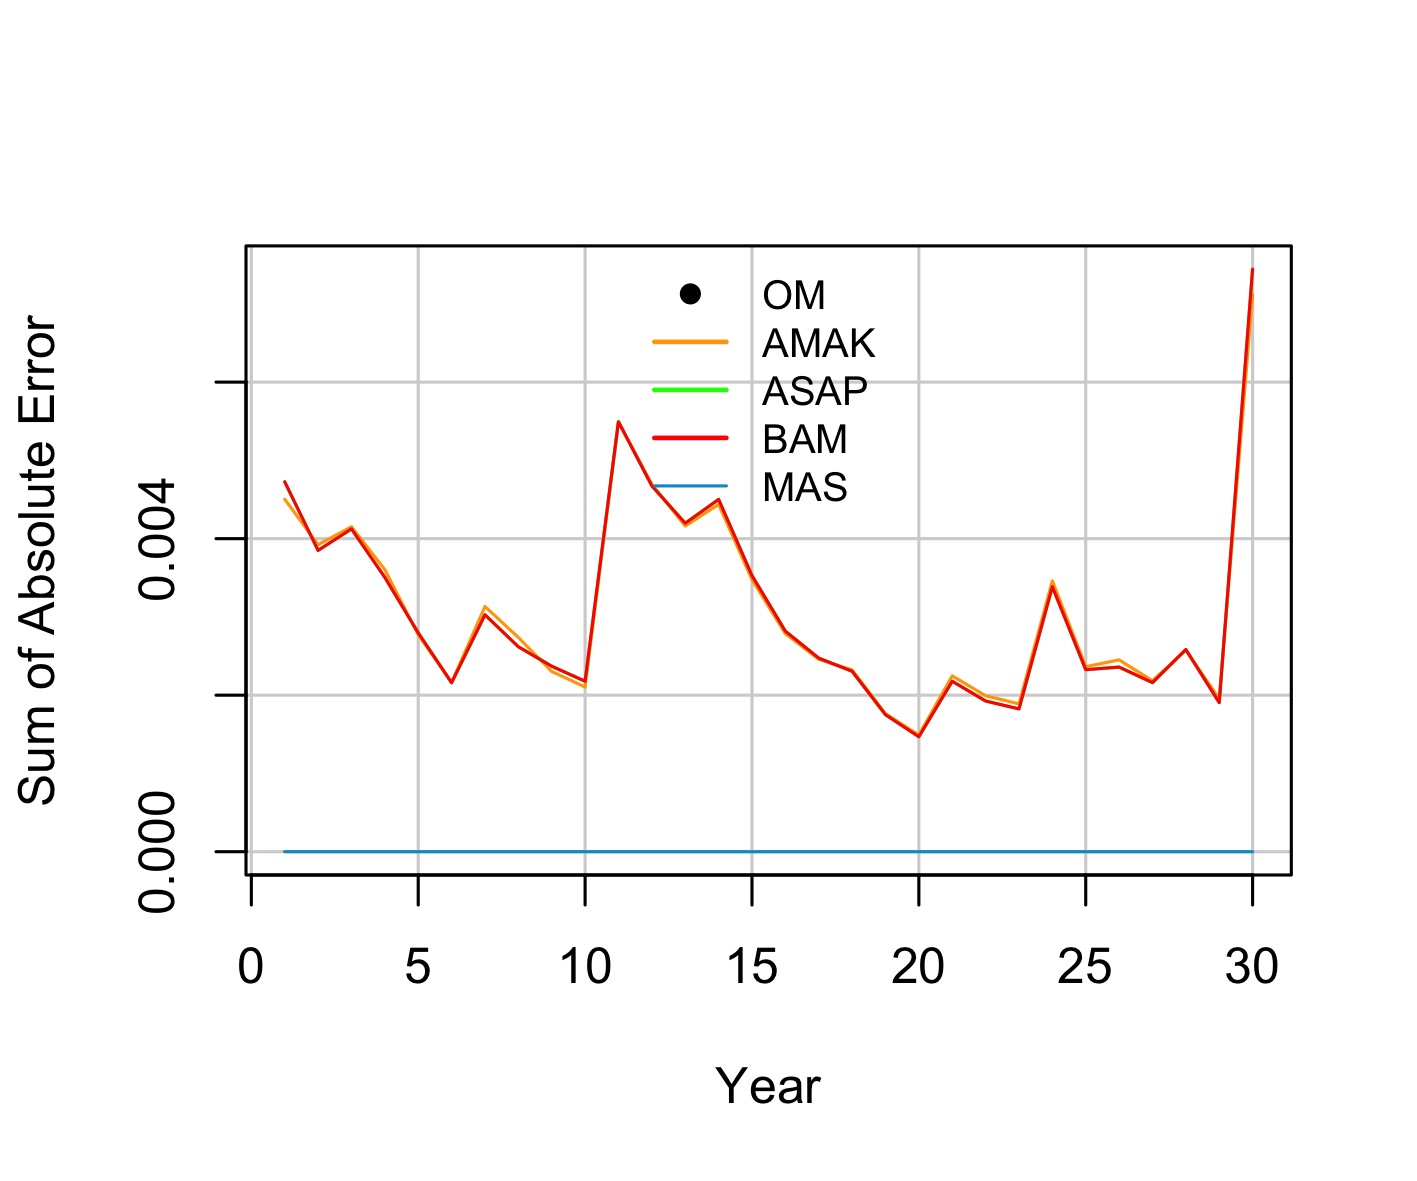 Sum of Absolute Error
0.004
0.000
OM
AMAK
ASAP
BAM
MAS
0 5 10 15 20 25 30
Year